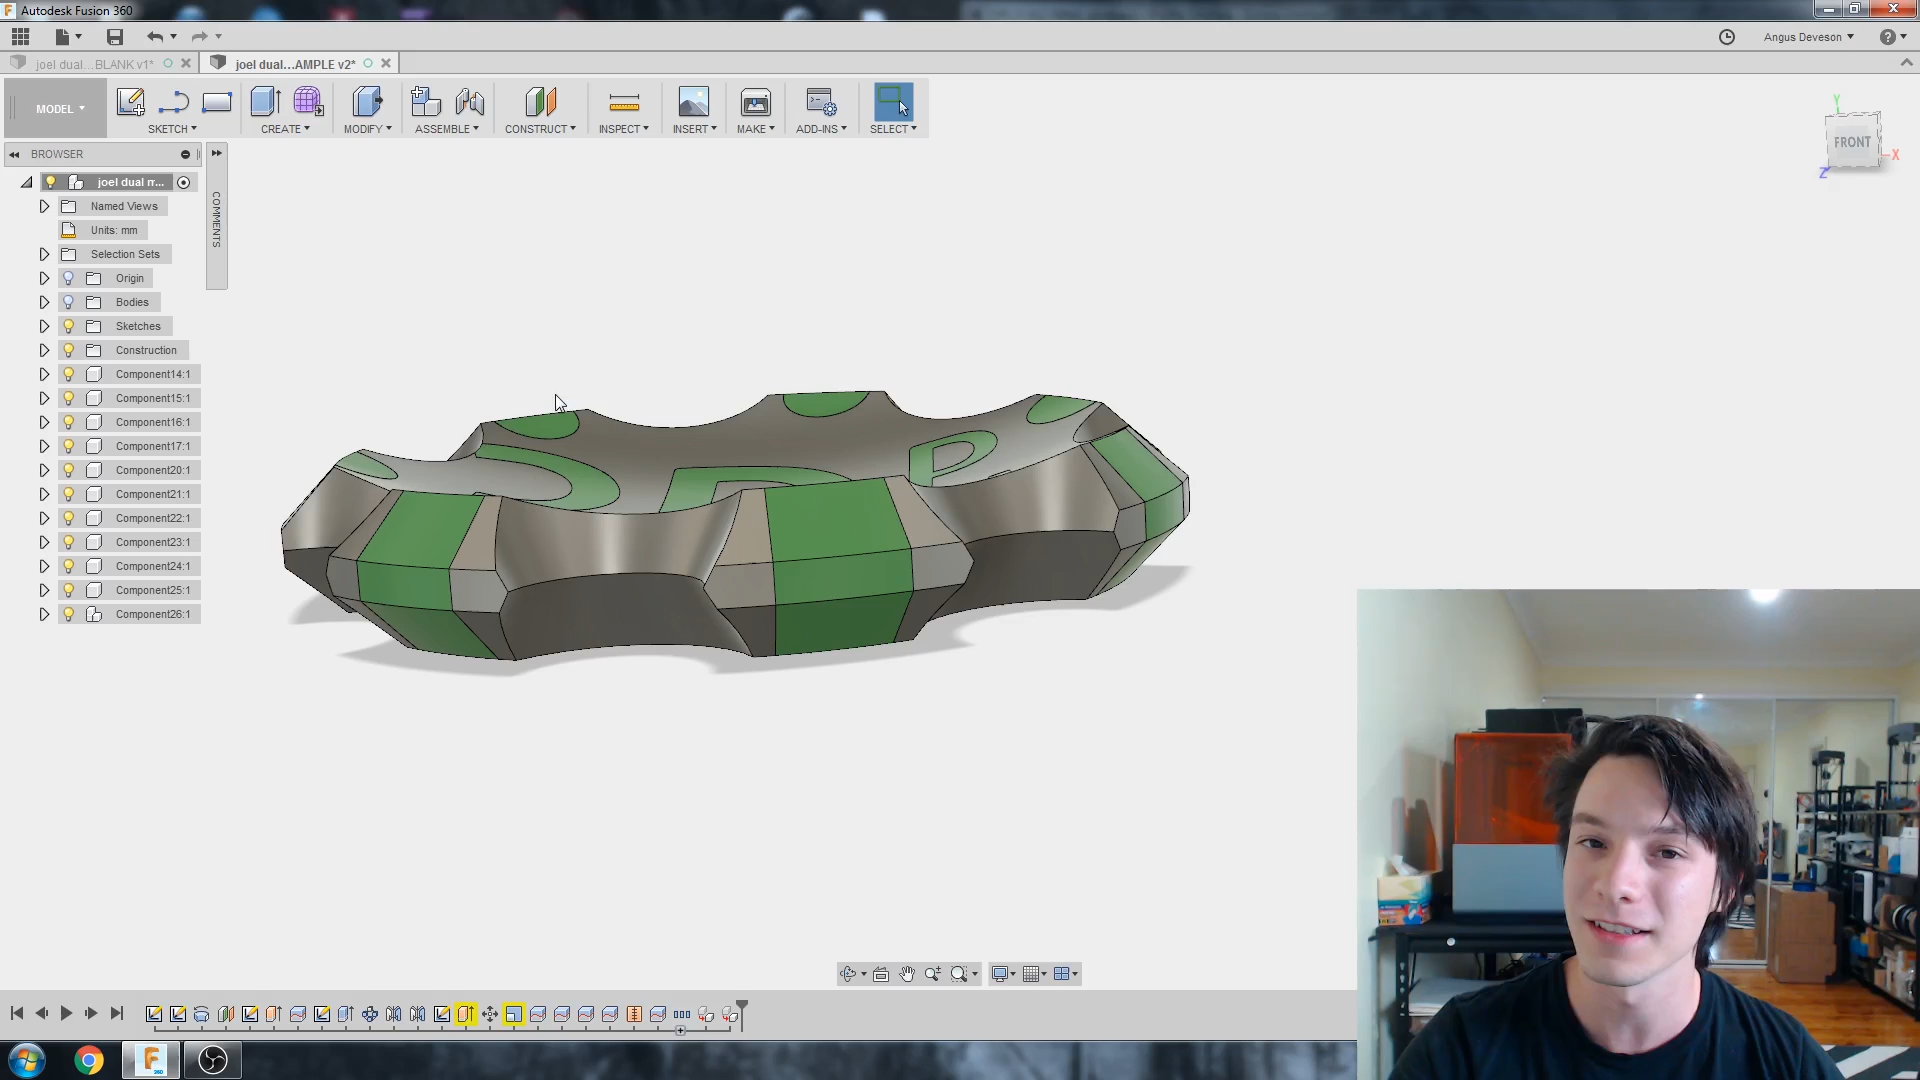 Autodesk Fusion 360
Angus Deveson
joel dual...BLANK v1*
joel dual...AMPLE v2*
MODEL
SKETCH
CREATE
MODIFY
ASSEMBLE
CONSTRUCT
INSPECT
INSERT
MAKE
ADD-INS
SELECT
Y
FRONT
X
Z
BROWSER
COMMENTS
joel dual m...
Named Views
Units: mm
Selection Sets
Origin
Bodies
Sketches
Construction
Component14:1
Component15:1
Component16:1
Component17:1
Component20:1
Component21:1
Component22:1
Component23:1
Component24:1
Component25:1
Component26:1